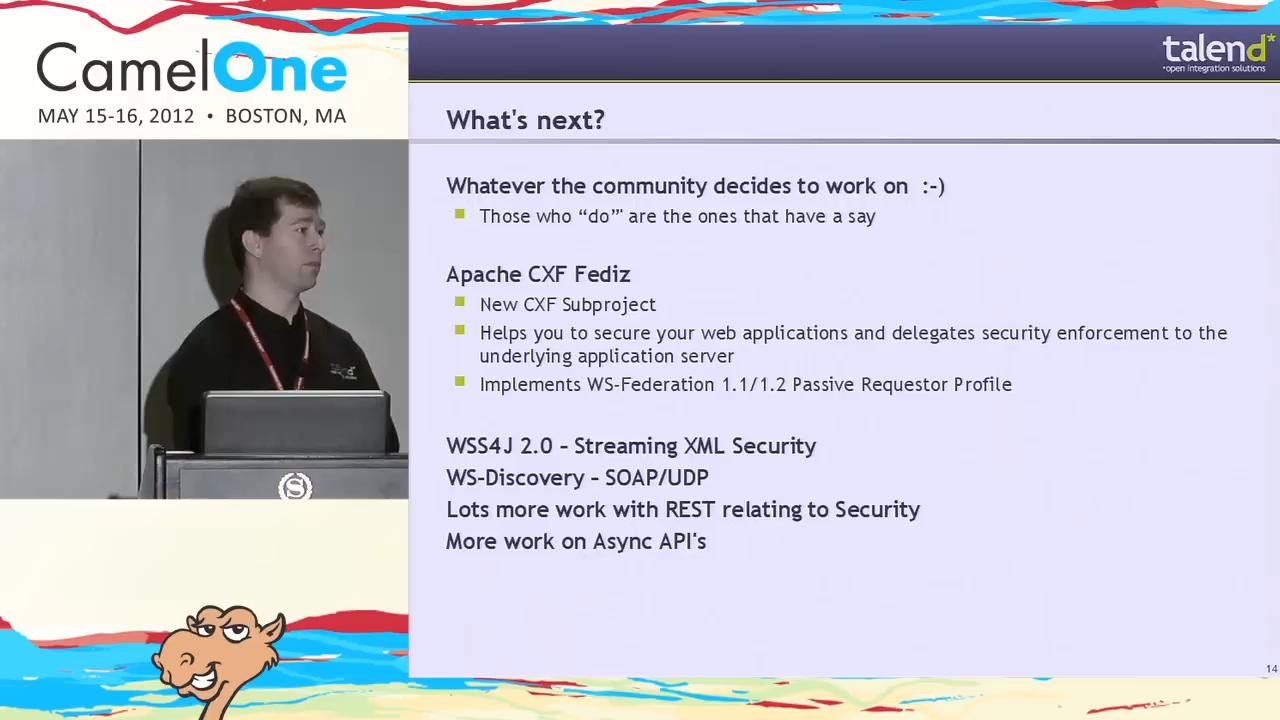 CamelOne
MAY 15-16, 2012 • BOSTON, MA
talend*
*open integration solutions
What's next?
Whatever the community decides to work on :-)
Those who “do”' are the ones that have a say
Apache CXF Fediz
New CXF Subproject
Helps you to secure your web applications and delegates security enforcement to the
underlying application server
Implements WS-Federation 1.1/1.2 Passive Requestor Profile
WSS4J 2.0 – Streaming XML Security
WS-Discovery – SOAP/UDP
Lots more work with REST relating to Security
More work on Async API's
14
talend*
S